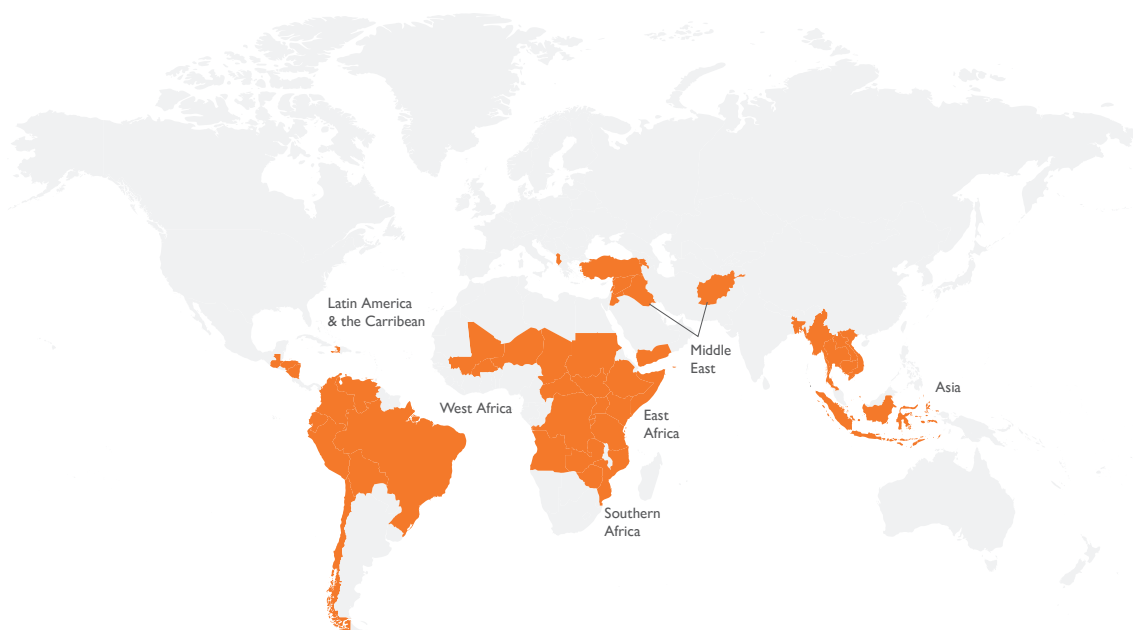 Latin America
& the Carribean
Middle
East
Asia
West Africa
East
Africa
Southern
Africa